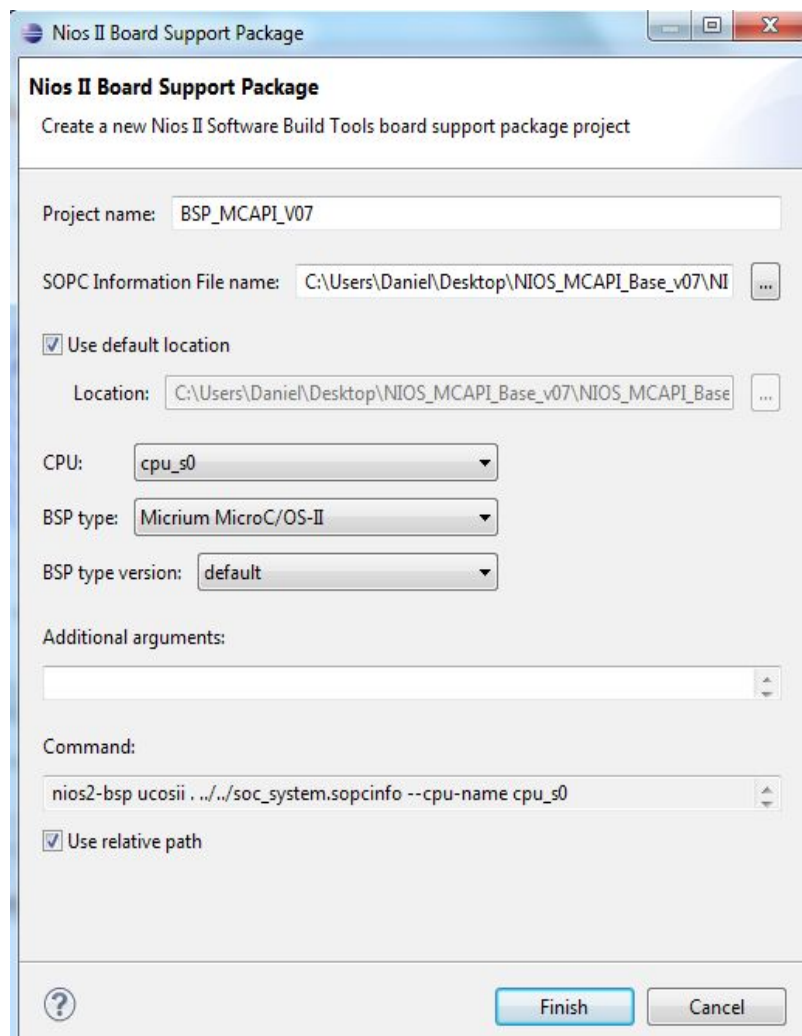 Nios II Board Support Package
Nios II Board Support Package
Create a new Nios II Software Build Tools board support package project
Project name: BSP_MCAPI_V07
SOPC Information File name: C:\Users\Daniel\Desktop\NIOS_MCAPI_Base_v07\NI ...
Use default location
Location: C:\Users\Daniel\Desktop\NIOS_MCAPI_Base_v07\NIOS_MCAPI_Base ...
CPU: cpu_s0
BSP type: Micrium MicroC/OS-II
BSP type version: default
Additional arguments:
Command:
nios2-bsp ucosii . ../../soc_system.sopcinfo --cpu-name cpu_s0
Use relative path
? Finish Cancel